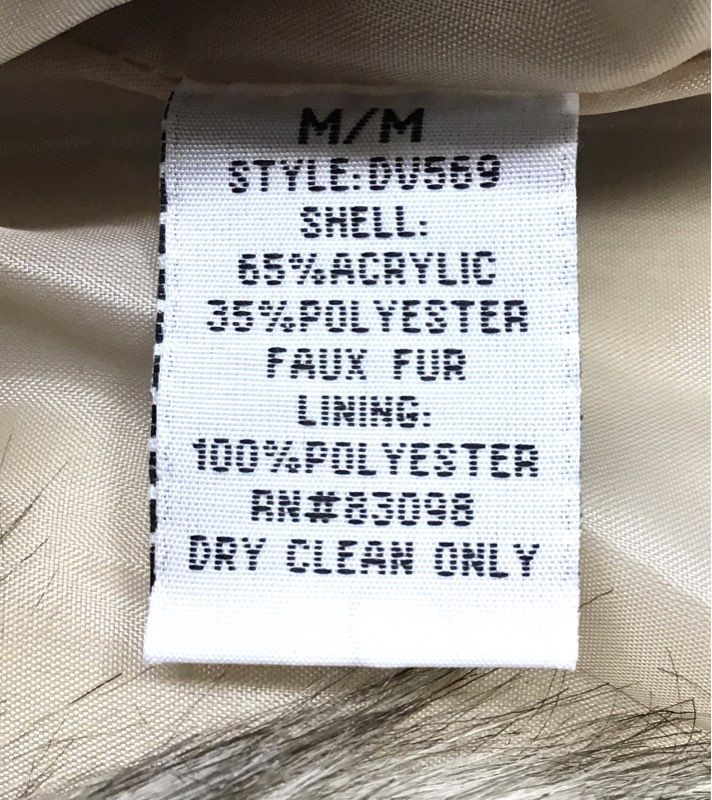 M/M
STYLE:DV569
SHELL:
65%ACRYLIC
35%POLYESTER
FAUX FUR
LINING:
100%POLYESTER
RN#83098
DRY CLEAN ONLY